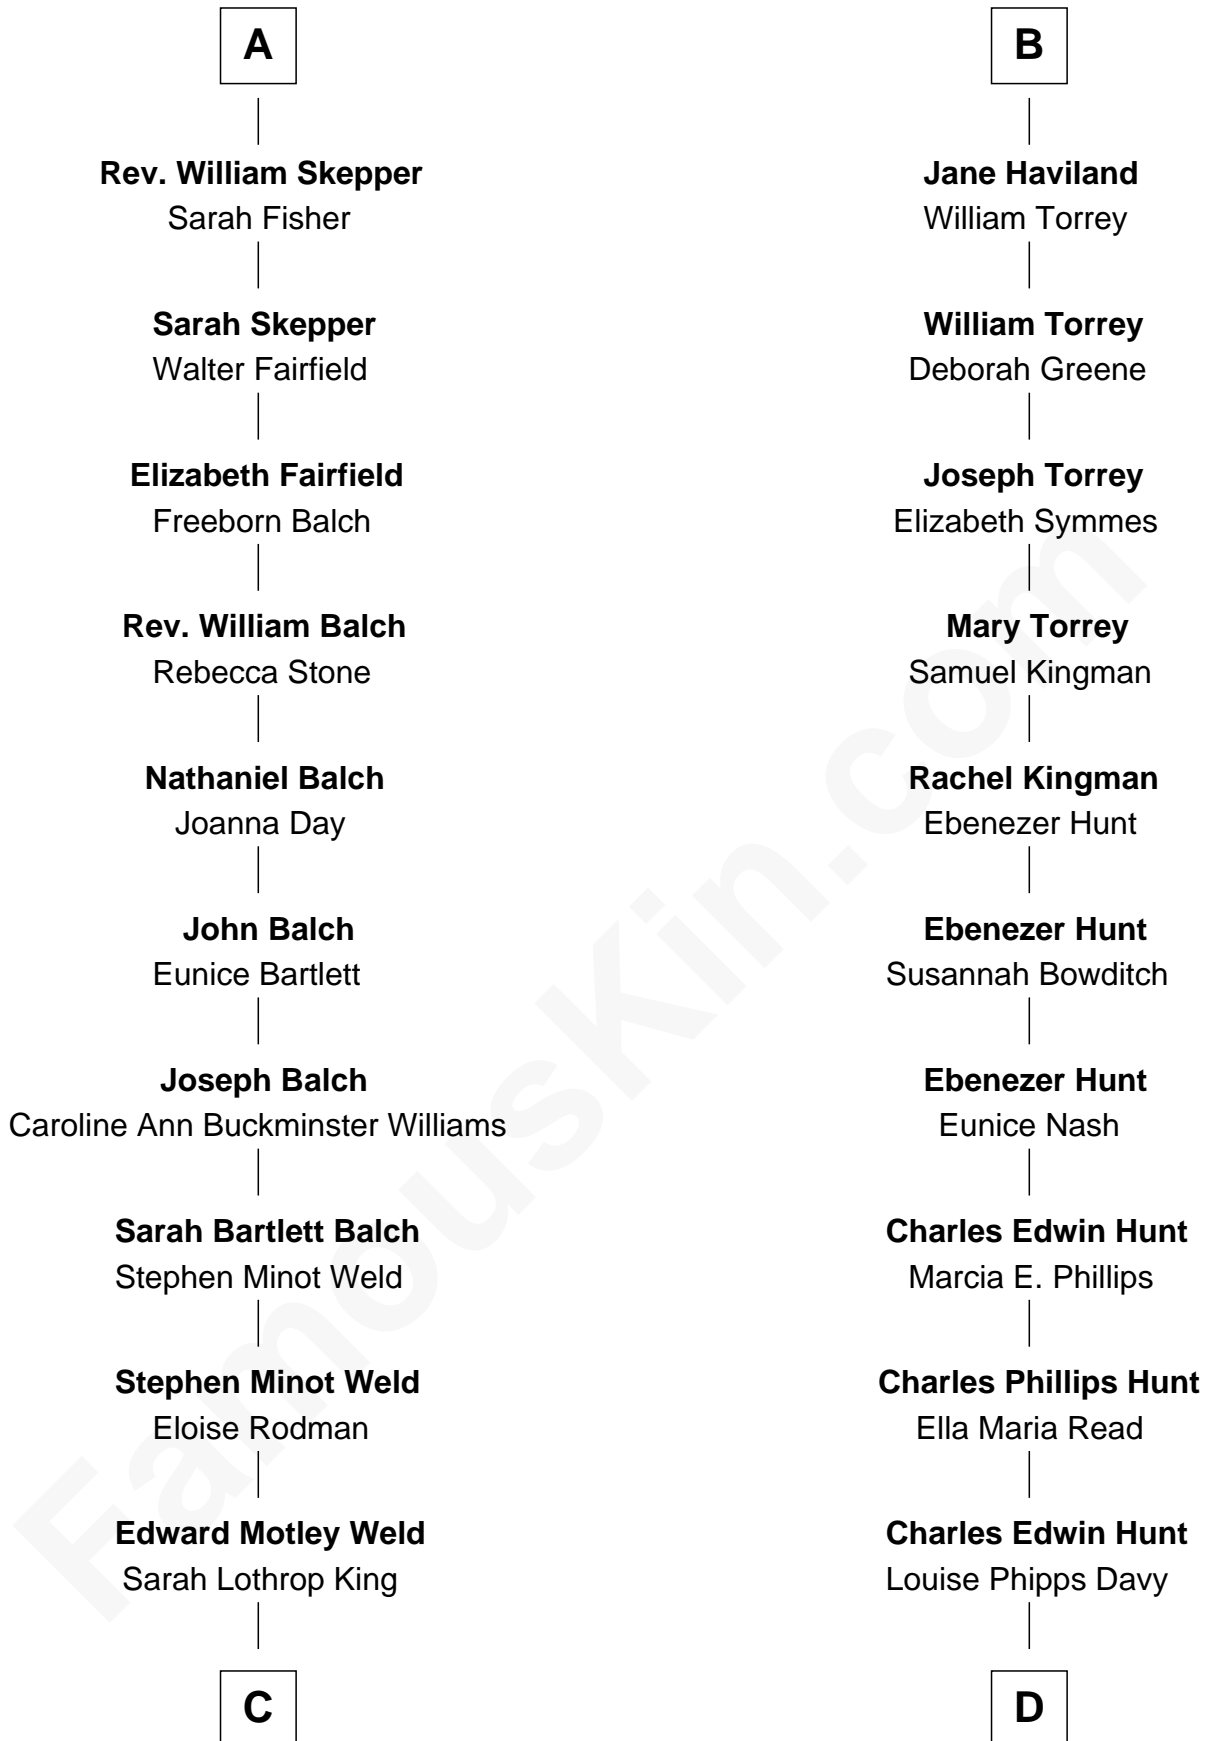 A
Rev. William Skepper
Sarah Fisher
Sarah Skepper
Walter Fairfield
Elizabeth Fairfield
Freeborn Balch
Rev. William Balch
Rebecca Stone
Nathaniel Balch
Joanna Day
John Balch
Eunice Bartlett
Joseph Balch
Caroline Ann Buckminster Williams
Sarah Bartlett Balch
Stephen Minot Weld
Stephen Minot Weld
Eloise Rodman
Edward Motley Weld
Sarah Lothrop King
C
B
Jane Haviland
William Torrey
William Torrey
Deborah Greene
Joseph Torrey
Elizabeth Symmes
Mary Torrey
Samuel Kingman
Rachel Kingman
Ebenezer Hunt
Ebenezer Hunt
Susannah Bowditch
Ebenezer Hunt
Eunice Nash
Charles Edwin Hunt
Marcia E. Phillips
Charles Phillips Hunt
Ella Maria Read
Charles Edwin Hunt
Louise Phipps Davy
D
FamousKin.com